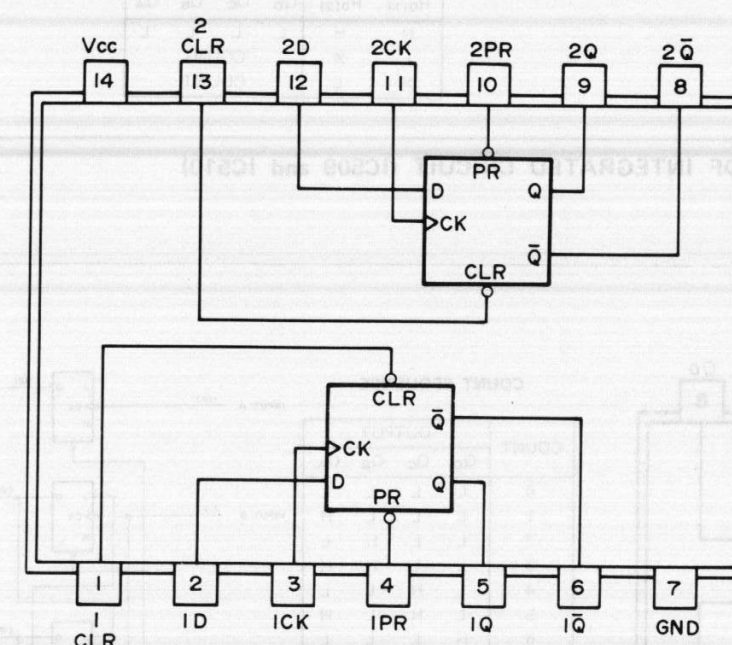 2
Vcc CLR 2D 2CK 2PR 2Q 2Q̅
14 13 12 11 10 9 8
PR
D Q
CK
Q̅
CLR
CLR
Q̅
CK
D Q
PR
1 2 3 4 5 6 7
1 1D 1CK 1PR 1Q 1Q̅ GND
CLR